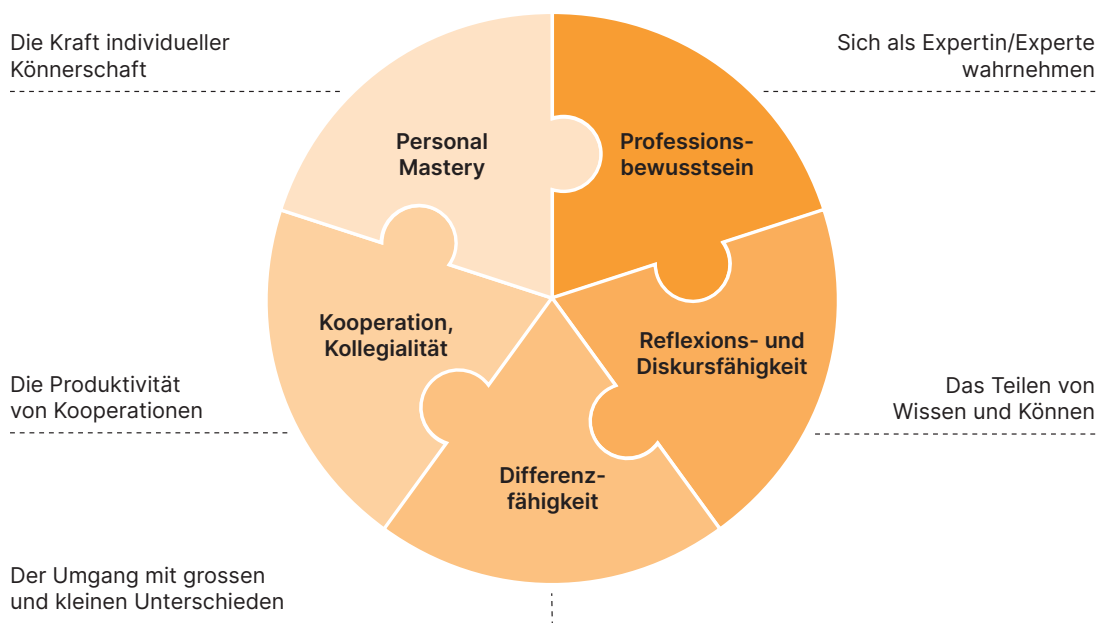 Die Kraft individueller
Könnerschaft
Sich als Expertin/Experte
wahrnehmen
Personal
Mastery
Professions-
bewusstsein
Kooperation,
Kollegialität
Reflexions- und
Diskursfähigkeit
Die Produktivität
von Kooperationen
Das Teilen von
Wissen und Können
Differenz-
fähigkeit
Der Umgang mit grossen
und kleinen Unterschieden